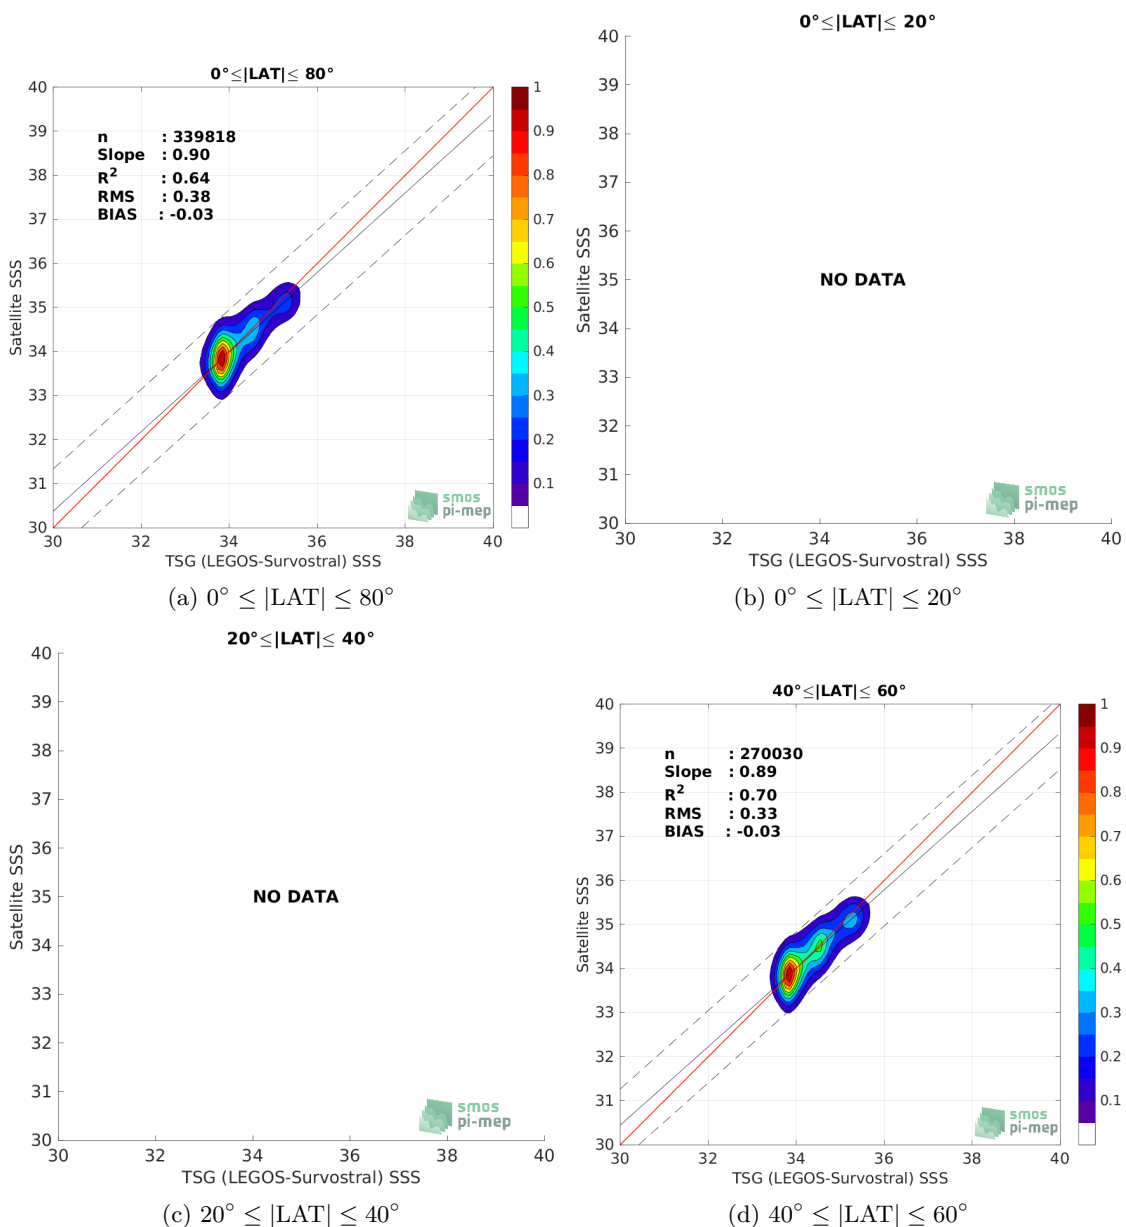 0°≤|LAT|≤ 80°
40
39
38
37
36
35
34
33
32
31
30
Satellite SSS
n : 339818
Slope : 0.90
R² : 0.64
RMS : 0.38
BIAS : -0.03
smos
pi-mep
30
32
34
36
38
40
TSG (LEGOS-Survostral) SSS
1
0.9
0.8
0.7
0.6
0.5
0.4
0.3
0.2
0.1
(a) 0° ≤ |LAT| ≤ 80°
0°≤|LAT|≤ 20°
40
39
38
37
36
35
34
33
32
31
30
Satellite SSS
NO DATA
smos
pi-mep
30
32
34
36
38
40
TSG (LEGOS-Survostral) SSS
(b) 0° ≤ |LAT| ≤ 20°
20°≤|LAT|≤ 40°
40
39
38
37
36
35
34
33
32
31
30
Satellite SSS
NO DATA
smos
pi-mep
30
32
34
36
38
40
TSG (LEGOS-Survostral) SSS
(c) 20° ≤ |LAT| ≤ 40°
40°≤|LAT|≤ 60°
40
39
38
37
36
35
34
33
32
31
30
Satellite SSS
n : 270030
Slope : 0.89
R² : 0.70
RMS : 0.33
BIAS : -0.03
smos
pi-mep
30
32
34
36
38
40
TSG (LEGOS-Survostral) SSS
1
0.9
0.8
0.7
0.6
0.5
0.4
0.3
0.2
0.1
(d) 40° ≤ |LAT| ≤ 60°